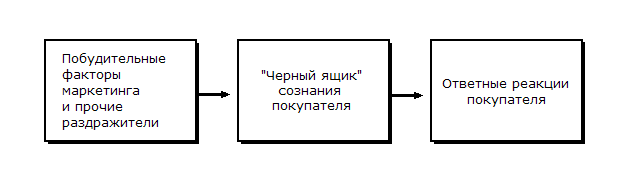 Побудительные
факторы
маркетинга
и прочие
раздражители
"Черный ящик"
сознания
покупателя
Ответные реакции
покупателя